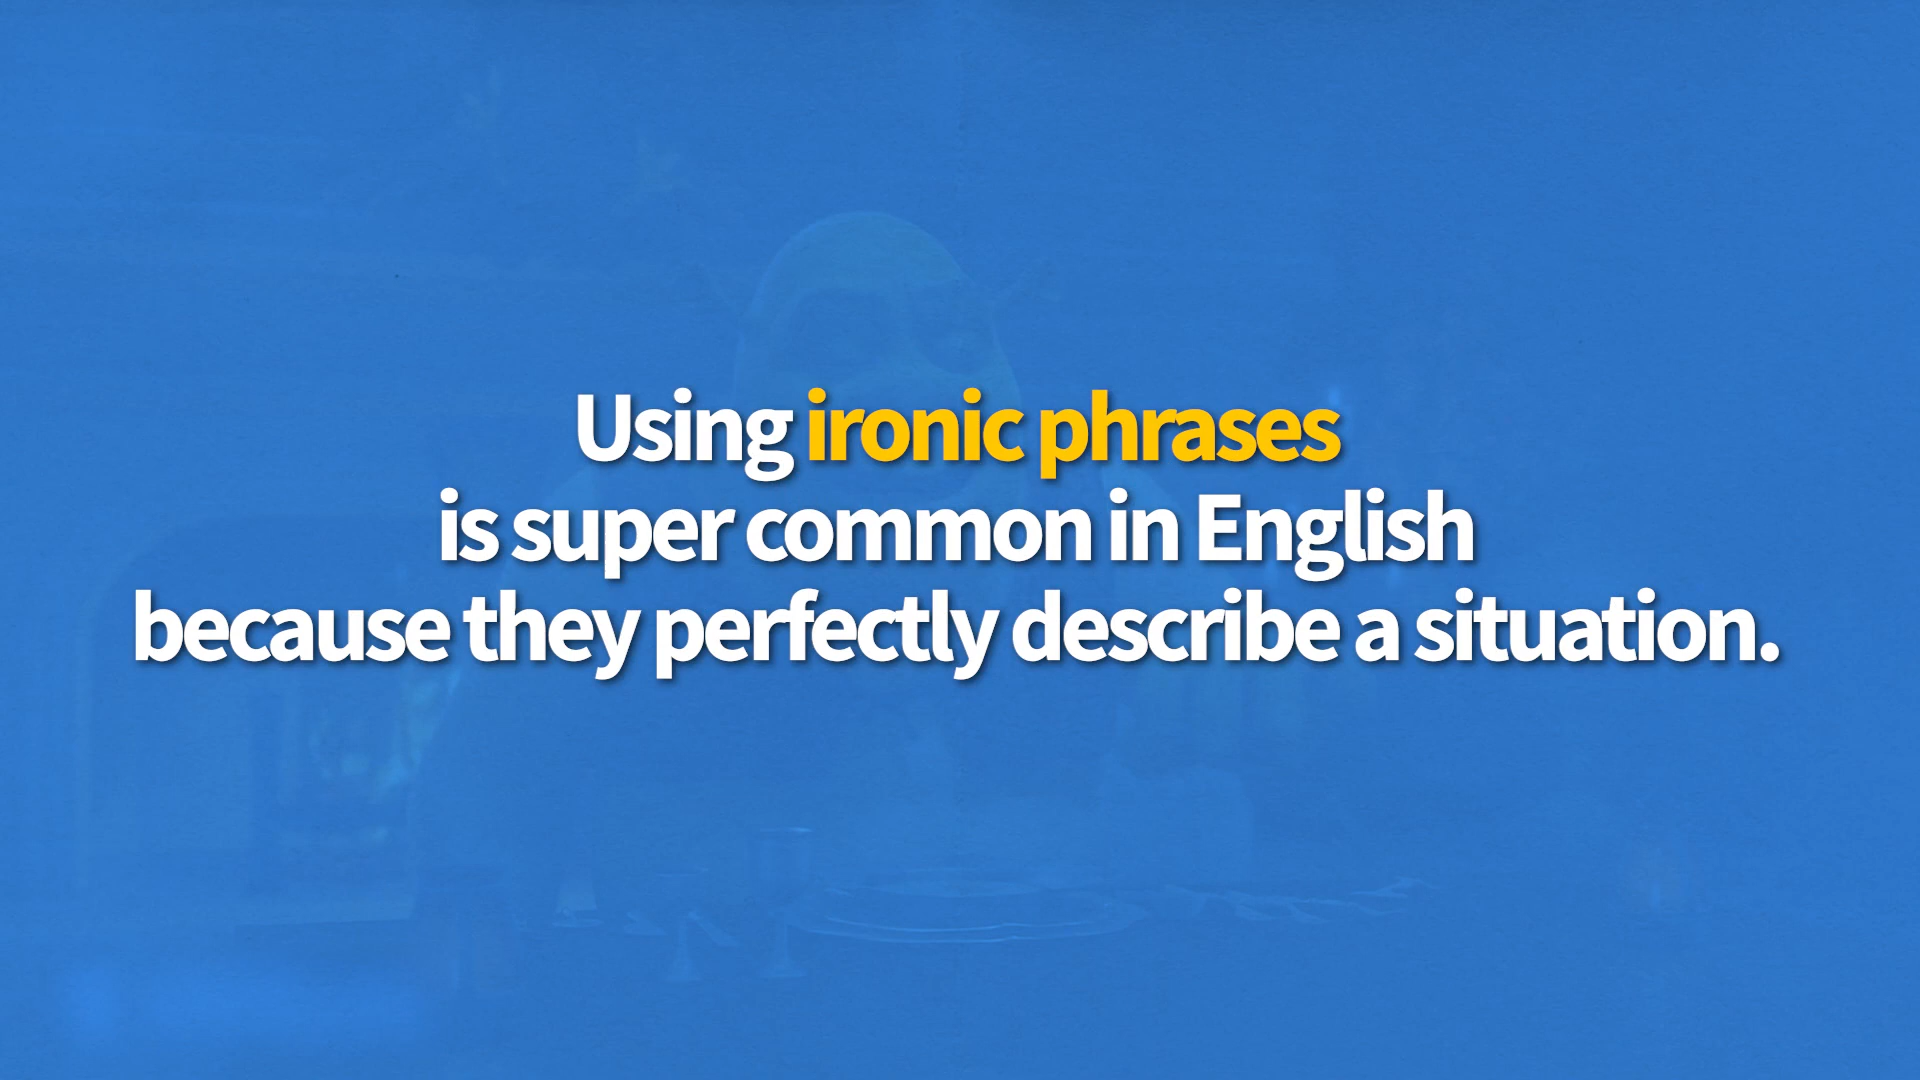 Using ironic phrases
is super common in English
because they perfectly describe a situation.